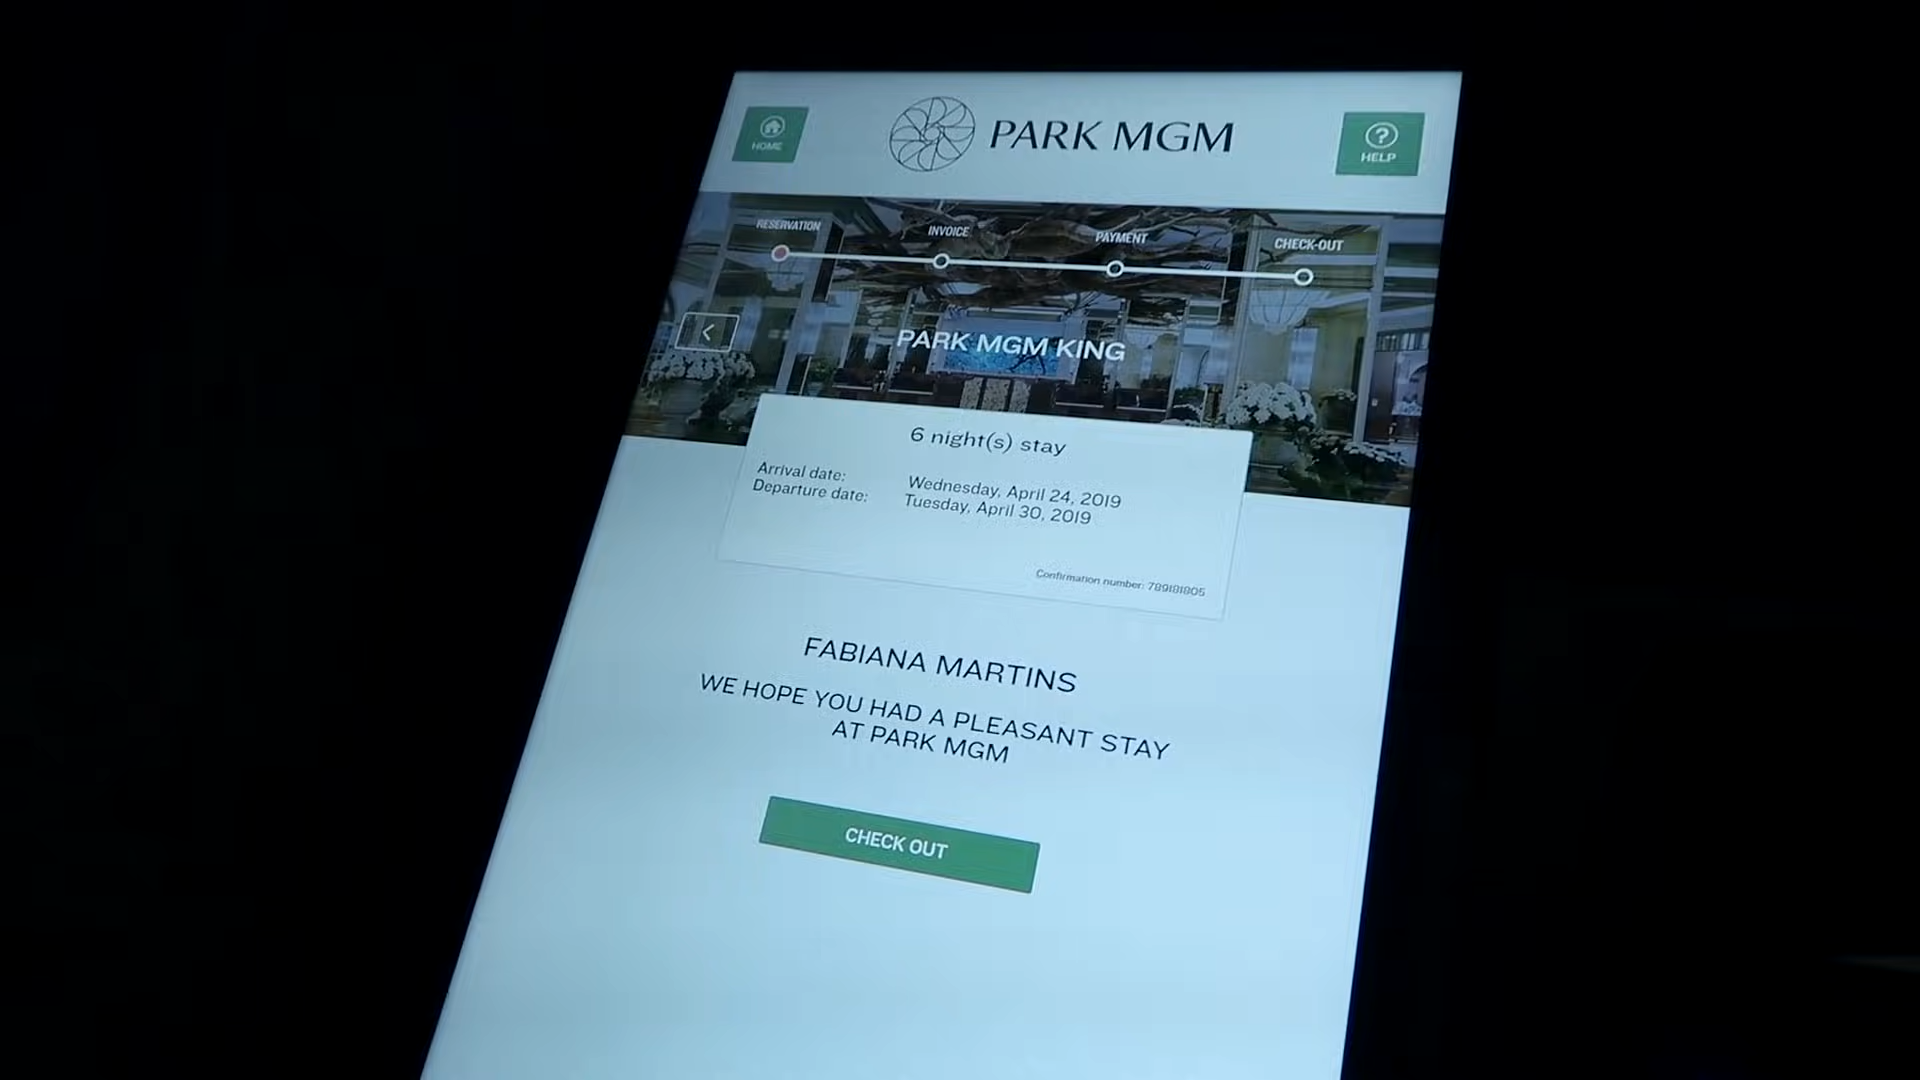 HOME
PARK MGM
HELP
RESERVATION
INVOICE
PAYMENT
CHECK-OUT
PARK MGM KING
6 night(s) stay
Arrival date: Wednesday, April 24, 2019
Departure date: Tuesday, April 30, 2019
Confirmation number: 789181805
FABIANA MARTINS
WE HOPE YOU HAD A PLEASANT STAY
AT PARK MGM
CHECK OUT